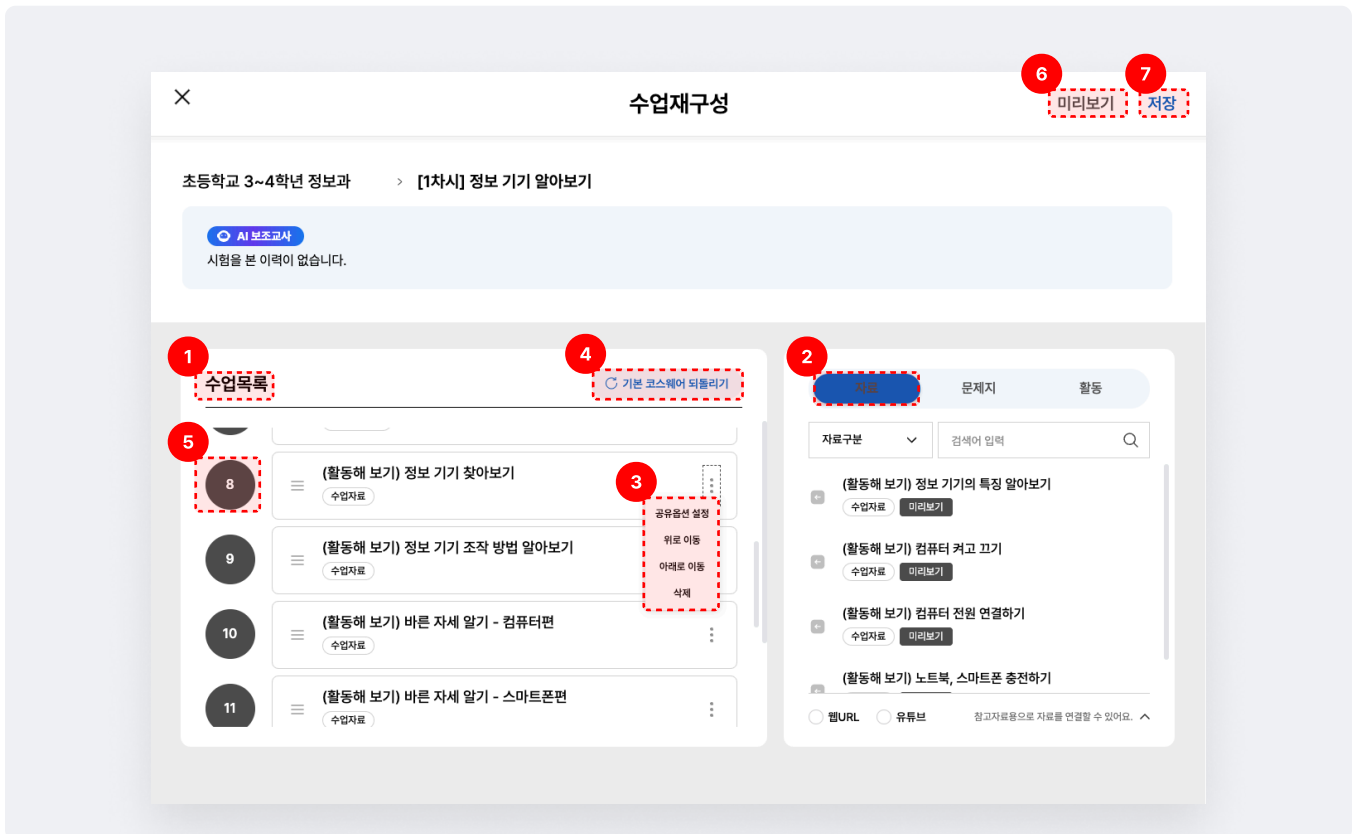 6
7
수업재구성
미리보기
저장
초등학교 3~4학년 정보과 > [1차시] 정보 기기 알아보기
AI 보조교사
시험을 본 이력이 없습니다.
1
수업목록
4
기본 코스웨어 되돌리기
5
8
(활동해 보기) 정보 기기 찾아보기
수업자료
3
공유옵션 설정
위로 이동
아래로 이동
삭제
9
(활동해 보기) 정보 기기 조작 방법 알아보기
수업자료
10
(활동해 보기) 바른 자세 알기 - 컴퓨터편
수업자료
11
(활동해 보기) 바른 자세 알기 - 스마트폰편
수업자료
2
문제지
활동
자료구분
검색어 입력
(활동해 보기) 정보 기기의 특징 알아보기
수업자료 미리보기
(활동해 보기) 컴퓨터 켜고 끄기
수업자료 미리보기
(활동해 보기) 컴퓨터 전원 연결하기
수업자료 미리보기
(활동해 보기) 노트북, 스마트폰 충전하기
웹URL
유튜브
참고자료용으로 자료를 연결할 수 있어요.